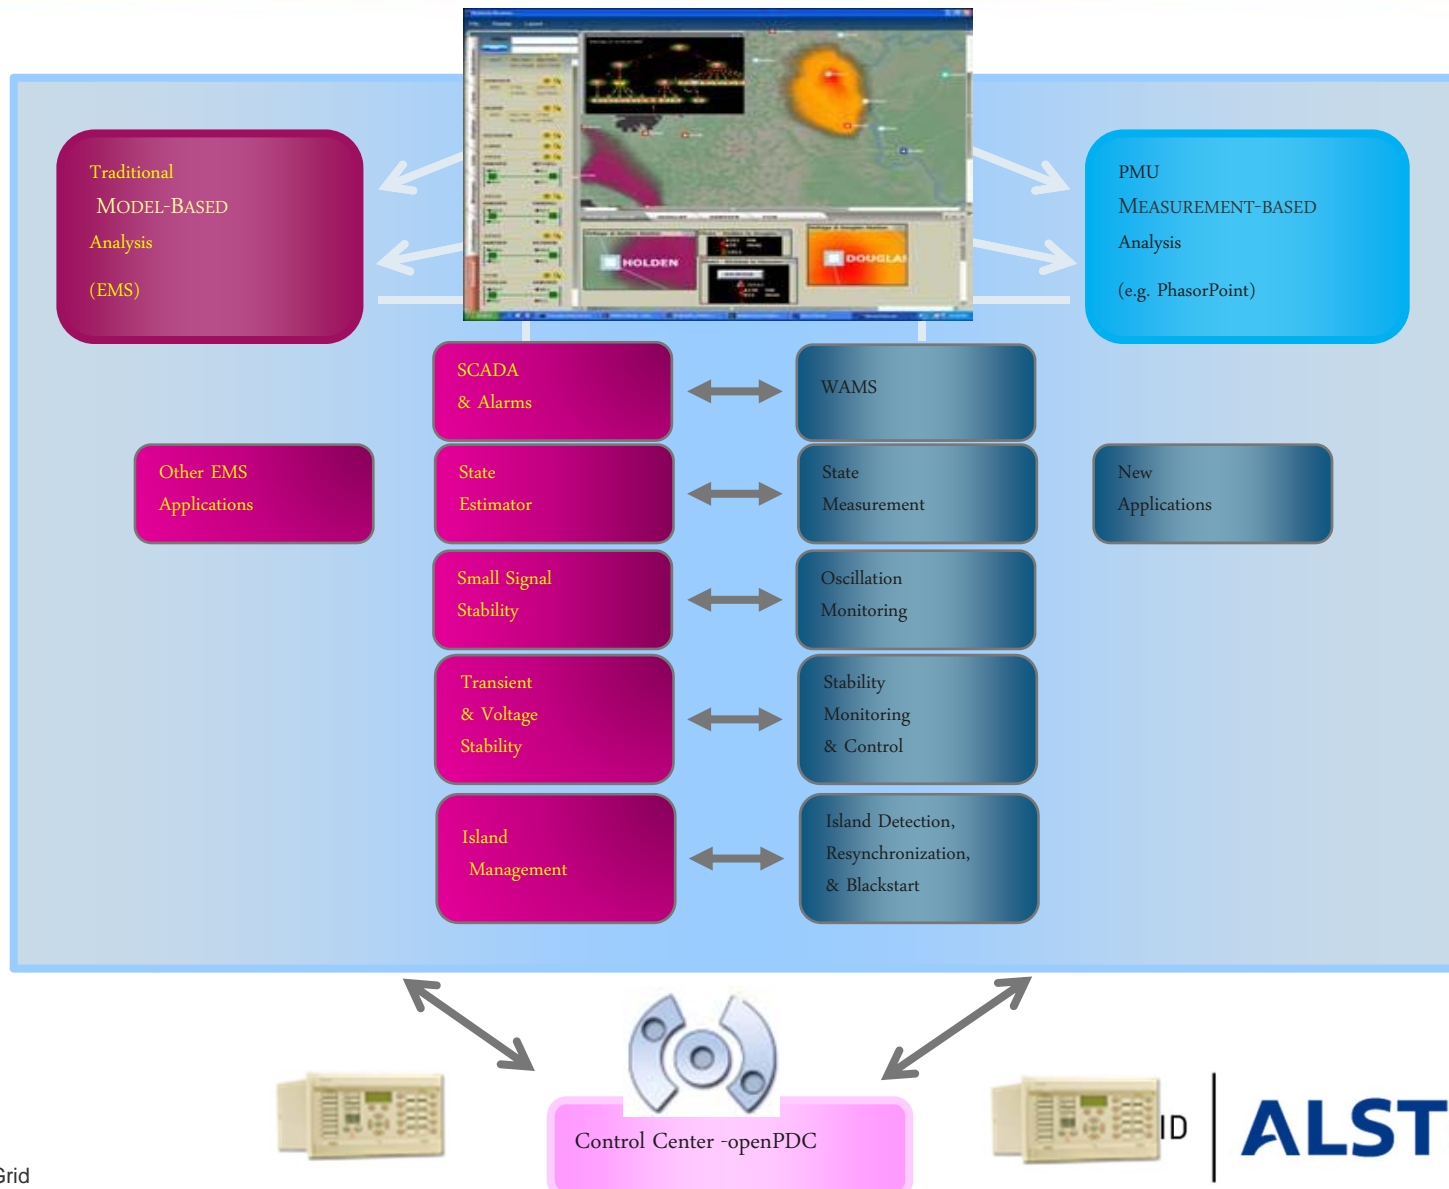 HOLDEN
DOUGLAS
Traditional
MODEL-BASED
Analysis
(EMS)
PMU
MEASUREMENT-BASED
Analysis
(e.g. PhasorPoint)
SCADA
& Alarms
WAMS
Other EMS
Applications
State
Estimator
State
Measurement
New
Applications
Small Signal
Stability
Oscillation
Monitoring
Transient
& Voltage
Stability
Stability
Monitoring
& Control
Island
Management
Island Detection,
Resynchronization,
& Blackstart
Control Center -openPDC
ID
ALST
Grid